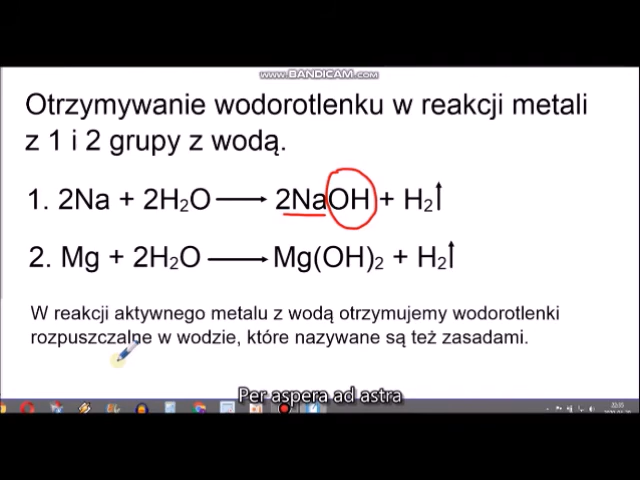 www.BANDICAM.com
Otrzymywanie wodorotlenku w reakcji metali
z 1 i 2 grupy z wodą.
1. 2Na + 2H₂O → 2NaOH + H₂↑
2. Mg + 2H₂O → Mg(OH)₂ + H₂↑
W reakcji aktywnego metalu z wodą otrzymujemy wodorotlenki
rozpuszczalne w wodzie, które nazywane są też zasadami.
Per aspera ad astra